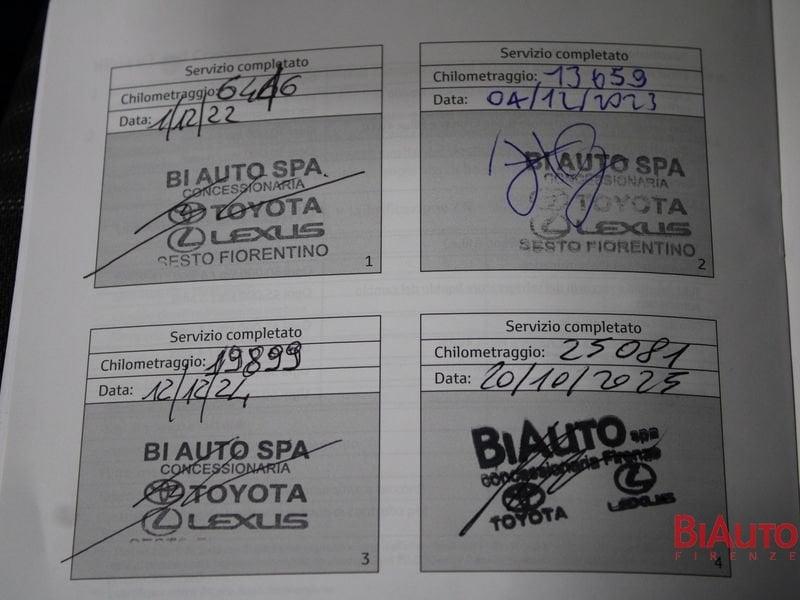 Servizio completato
Chilometraggio: 6446
Data: 1/12/22
BI AUTO SPA
CONCESSIONARIA
TOYOTA
LEXUS
SESTO FIORENTINO
1
Servizio completato
Chilometraggio: 13659
Data: 04/12/2023
BI AUTO SPA
CONCESSIONARIA
TOYOTA
LEXUS
SESTO FIORENTINO
2
Servizio completato
Chilometraggio: 19899
Data: 12/12/24
BI AUTO SPA
CONCESSIONARIA
TOYOTA
LEXUS
3
Servizio completato
Chilometraggio: 25081
Data: 20/10/2025
BIAUTO spa
concessionaria Firenze
TOYOTA
LEXUS
4
BIAUTO
FIRENZE